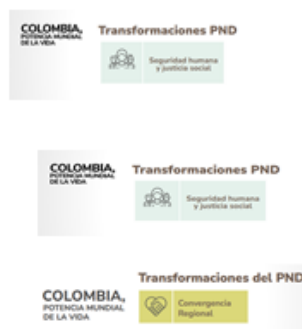 COLOMBIA,
POTENCIA MUNDIAL
DE LA VIDA
Transformaciones PND
Seguridad humana
y justicia social
COLOMBIA,
POTENCIA MUNDIAL
DE LA VIDA
Transformaciones PND
Seguridad humana
y justicia social
Transformaciones del PND
COLOMBIA,
POTENCIA MUNDIAL
DE LA VIDA
Convergencia
Regional